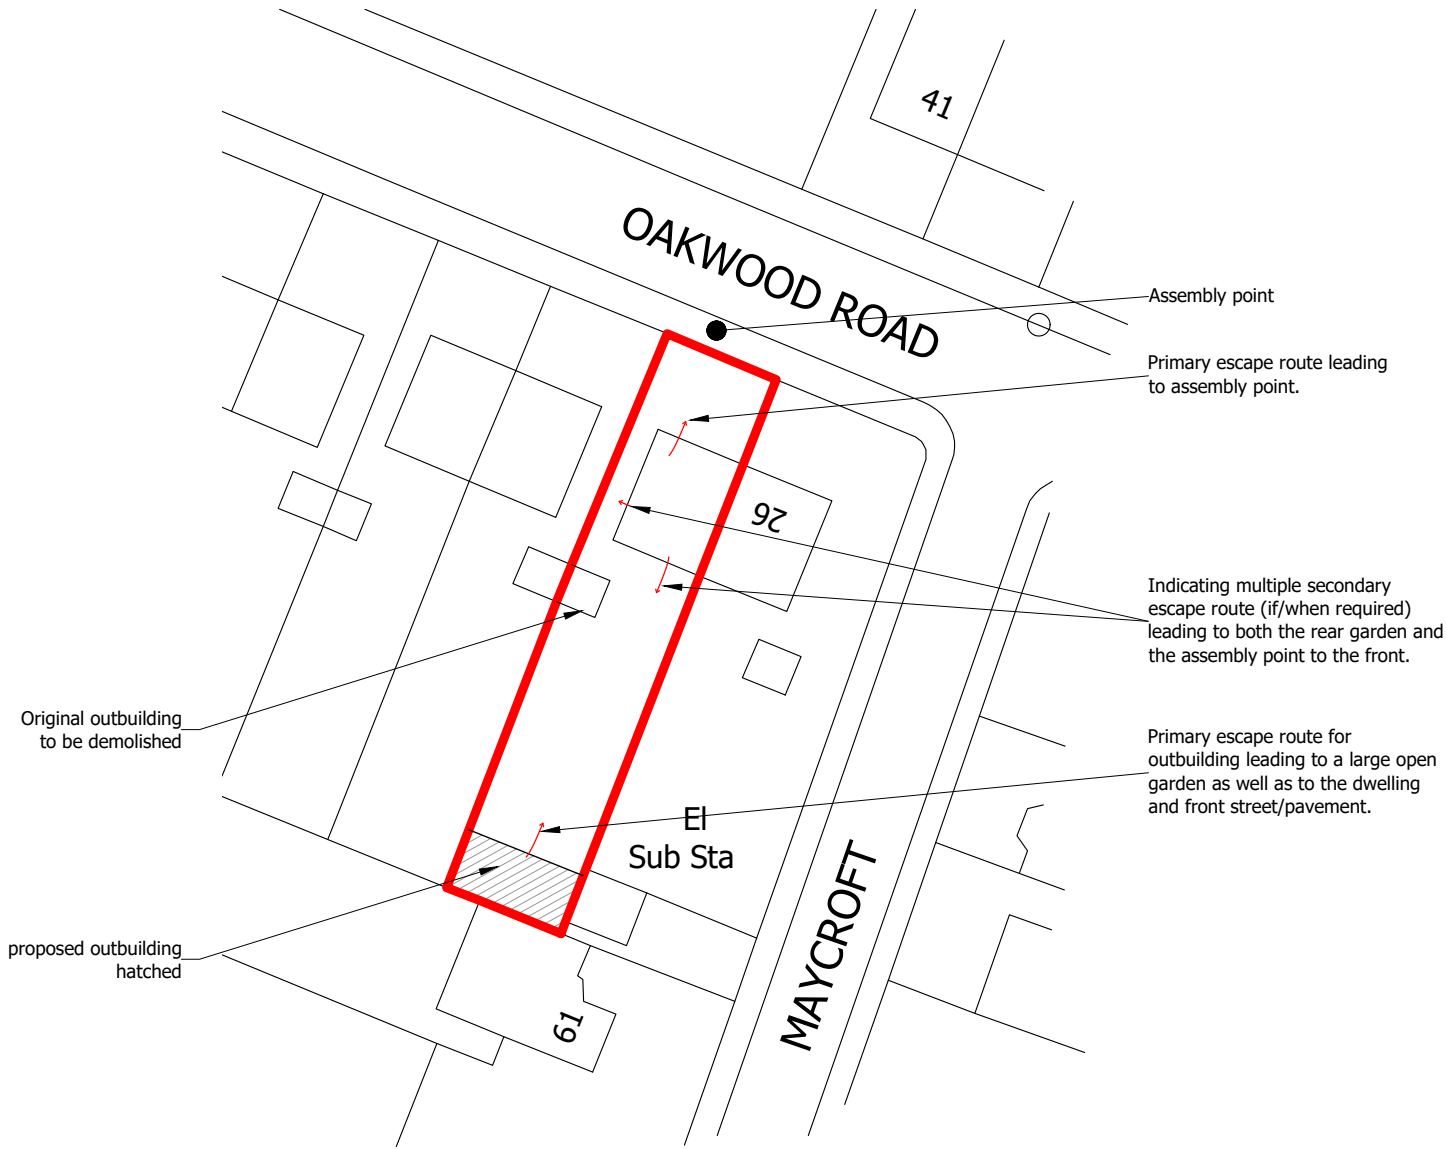 41
OAKWOOD ROAD
Assembly point
Primary escape route leading
to assembly point.
26
Indicating multiple secondary
escape route (if/when required)
leading to both the rear garden and
the assembly point to the front.
Original outbuilding
to be demolished
Primary escape route for
outbuilding leading to a large open
garden as well as to the dwelling
and front street/pavement.
El
Sub Sta
MAYCROFT
proposed outbuilding
hatched
61